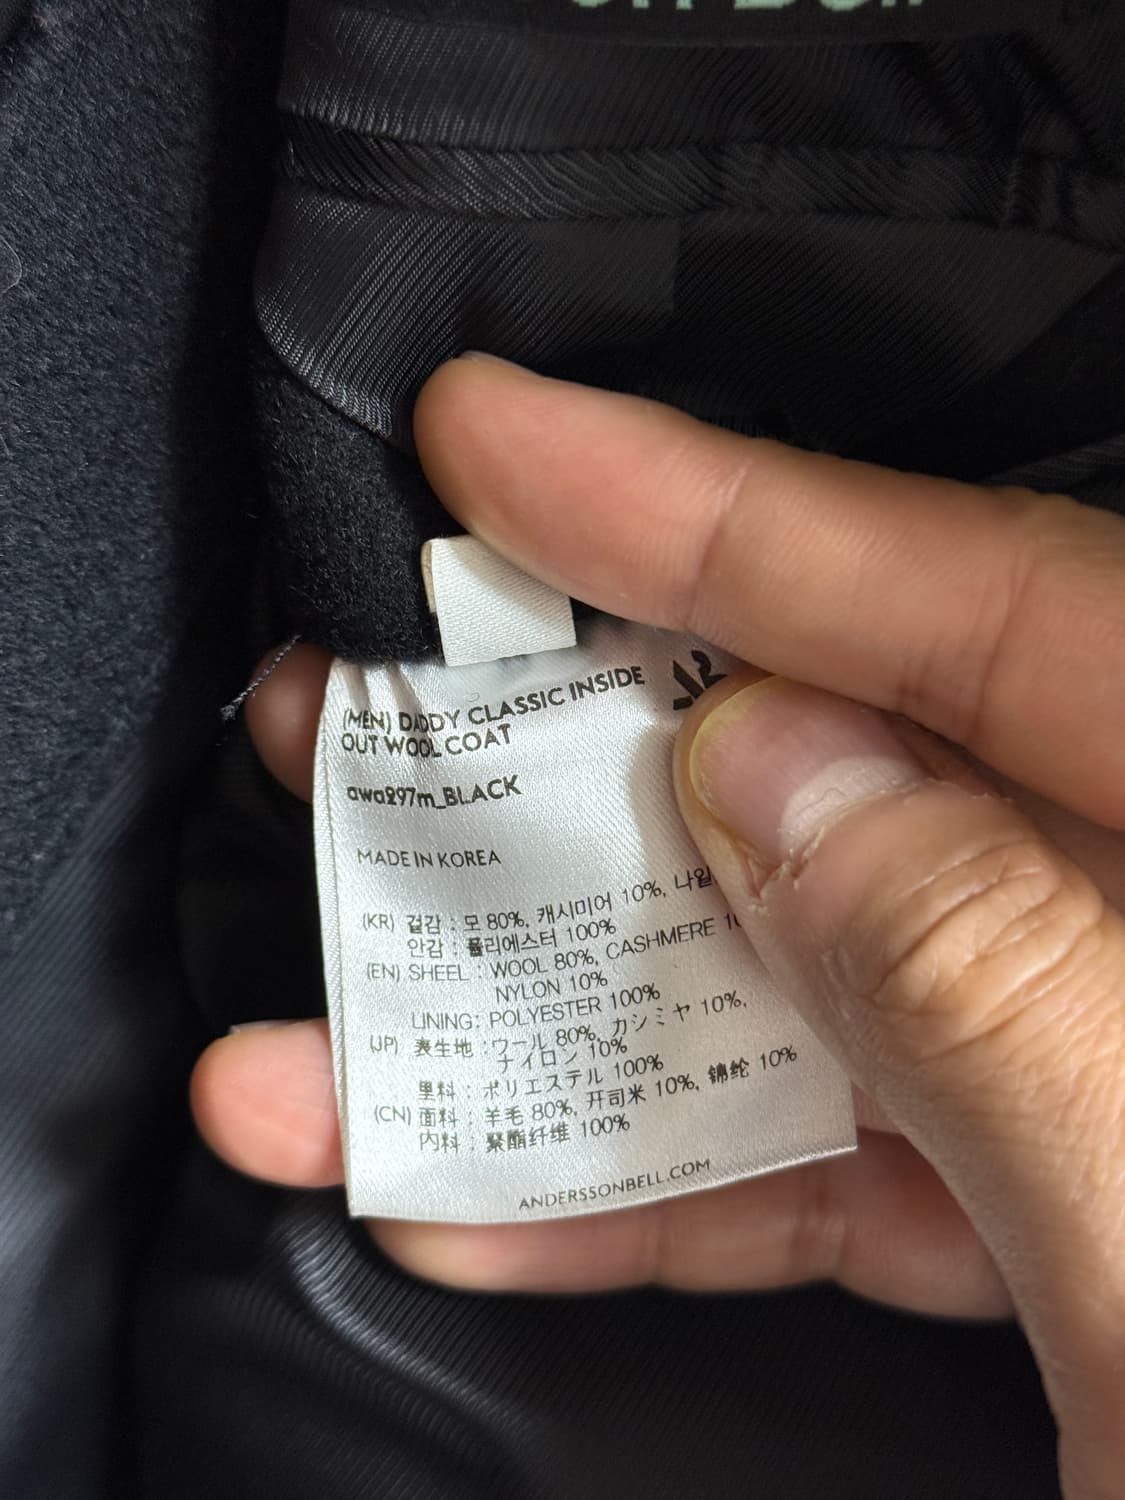 (MEN) DADDY CLASSIC INSIDE
OUT WOOL COAT
awa297m_BLACK
MADE IN KOREA
(KR) 겉감 : 모 80%, 캐시미어 10%, 나일
안감 : 폴리에스터 100%
(EN) SHEEL : WOOL 80%, CASHMERE
NYLON 10%
LINING: POLYESTER 100%
(JP) 表生地 :ウール 80%, カシミヤ 10%,
ナイロン 10%
里料 : ポリエステル 100%
(CN) 面料 : 羊毛 80%, 开司米 10%, 锦纶 10%
内料 : 聚酯纤维 100%
ANDERSSONBELL.COM